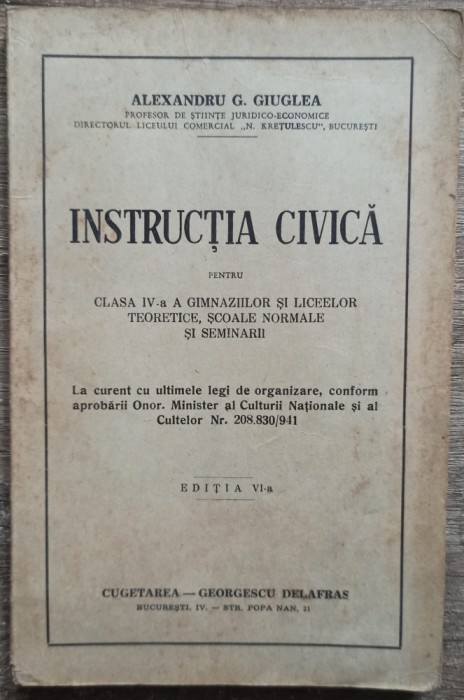 ALEXANDRU G. GIUGLEA
PROFESOR DE ȘTIINȚE JURIDICO-ECONOMICE
DIRECTORUL LICEULUI COMERCIAL „N. KREȚULESCU", BUCUREȘTI
INSTRUCȚIA CIVICĂ
PENTRU
CLASA IV-a A GIMNAZIILOR ȘI LICEELOR
TEORETICE, ȘCOALE NORMALE
ȘI SEMINARII
La curent cu ultimele legi de organizare, conform
aprobării Onor. Minister al Culturii Naționale și al
Cultelor Nr. 208.830/941
EDIȚIA VI-a
CUGETAREA — GEORGESCU DELAFRAS
BUCUREȘTI, IV. — STR. POPA NAN, 21